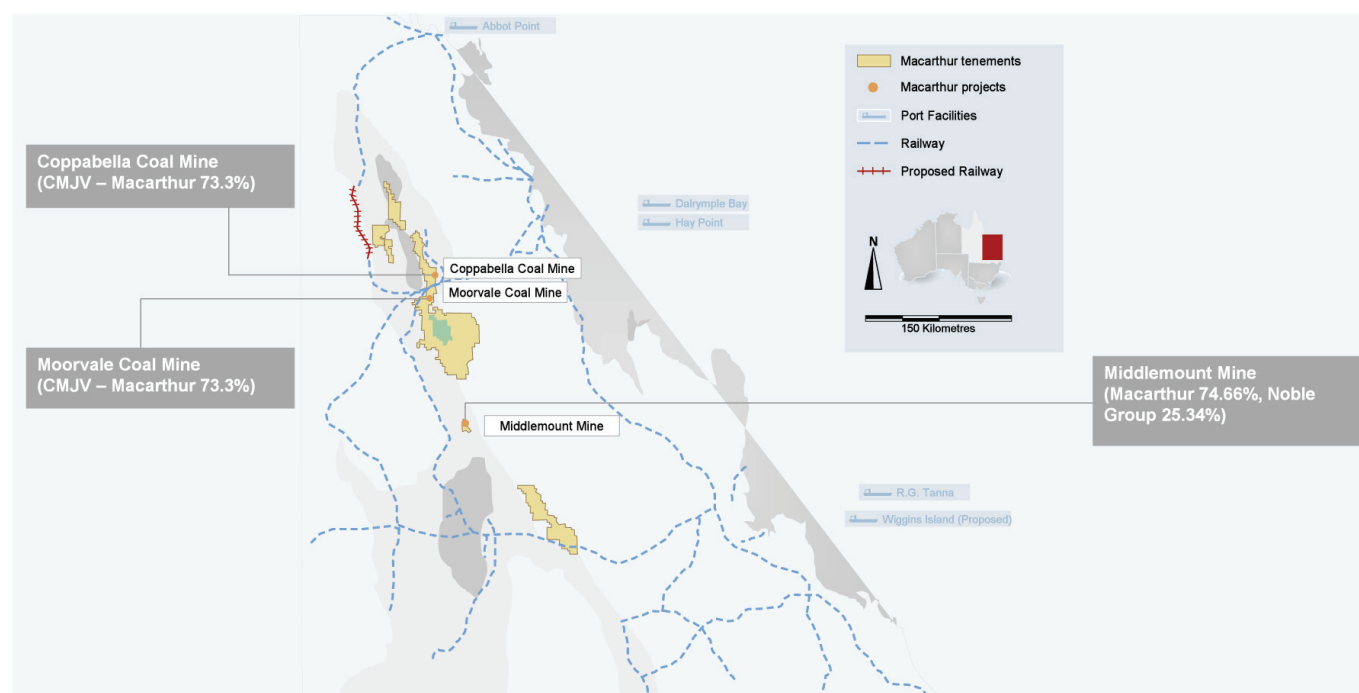 Abbot Point
Macarthur tenements
Macarthur projects
Port Facilities
Railway
Proposed Railway
Coppabella Coal Mine
(CMJV – Macarthur 73.3%)
Dalrymple Bay
Hay Point
N
Coppabella Coal Mine
Moorvale Coal Mine
150 Kilometres
Moorvale Coal Mine
(CMJV – Macarthur 73.3%)
Middlemount Mine
(Macarthur 74.66%, Noble
Group 25.34%)
Middlemount Mine
R.G. Tanna
Wiggins Island (Proposed)